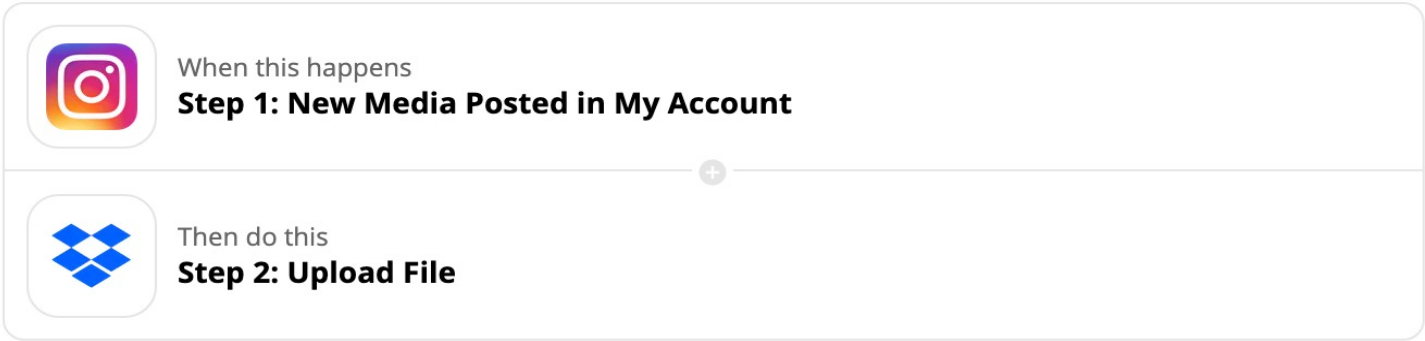 When this happens
Step 1: New Media Posted in My Account
Then do this
Step 2: Upload File